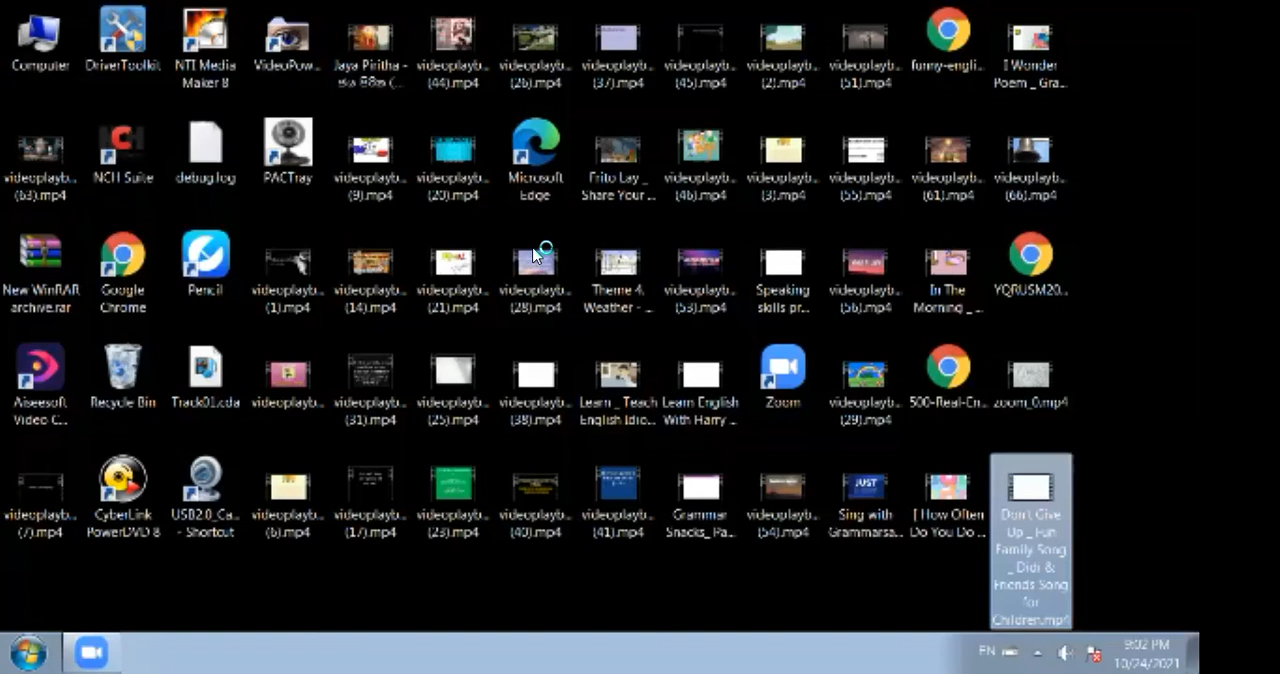 Computer
DriverToolkit
NTI Media
Maker 8
VideoPow...
Jaya Piritha -
videoplayb...
(44).mp4
videoplayb...
(26).mp4
videoplayb...
(37).mp4
videoplayb...
(45).mp4
videoplayb...
(2).mp4
videoplayb...
(51).mp4
funny-engli...
I Wonder
Poem _ Gra...
videoplayb...
(63).mp4
NCH Suite
debug.log
PACTray
videoplayb...
(9).mp4
videoplayb...
(20).mp4
Microsoft
Edge
Frito Lay _
Share Your ...
videoplayb...
(46).mp4
videoplayb...
(3).mp4
videoplayb...
(55).mp4
videoplayb...
(61).mp4
videoplayb...
(66).mp4
New WinRAR
archive.rar
Google
Chrome
Pencil
videoplayb...
(1).mp4
videoplayb...
(14).mp4
videoplayb...
(21).mp4
videoplayb...
(28).mp4
Theme 4.
Weather - ...
videoplayb...
(53).mp4
Speaking
skills pr...
videoplayb...
(56).mp4
In The
Morning _ ...
YQRUSM20...
Aiseesoft
Video C...
Recycle Bin
Track01.cda
videoplayb...
videoplayb...
(31).mp4
videoplayb...
(25).mp4
videoplayb...
(38).mp4
Learn _ Teach
English Idio...
Learn English
With Harry ...
Zoom
videoplayb...
(29).mp4
500-Real-En...
zoom_0.mp4
videoplayb...
(7).mp4
CyberLink
PowerDVD 8
USB2.0_Ca...
- Shortcut
videoplayb...
(6).mp4
videoplayb...
(17).mp4
videoplayb...
(23).mp4
videoplayb...
(40).mp4
videoplayb...
(41).mp4
Grammar
Snacks_ Pa...
videoplayb...
(54).mp4
JUST
Sing with
Grammarsa...
[ How Often
Do You Do ...
Don't Give
Up _ Fun
Family Song
_ Didi &
Friends Song
for
Children.mp4
EN
9:02 PM
10/24/2021